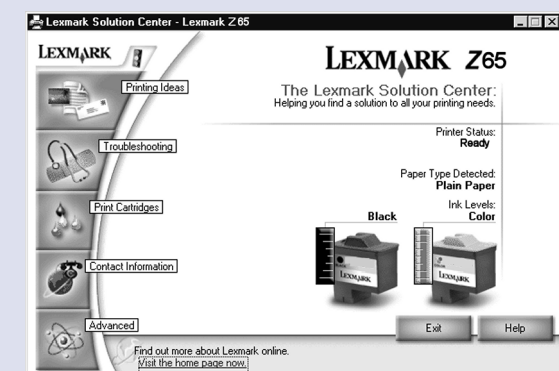 Lexmark Solution Center - Lexmark Z65
LEXMARK
LEXMARK Z65
Printing Ideas
The Lexmark Solution Center:
Helping you find a solution to all your printing needs.
Troubleshooting
Printer Status:
Ready
Paper Type Detected:
Plain Paper
Print Cartridges
Ink Levels:
Black
Color
LEXMARK
LEXMARK
Contact Information
Advanced
Exit
Help
Find out more about Lexmark online.
Visit the home page now.